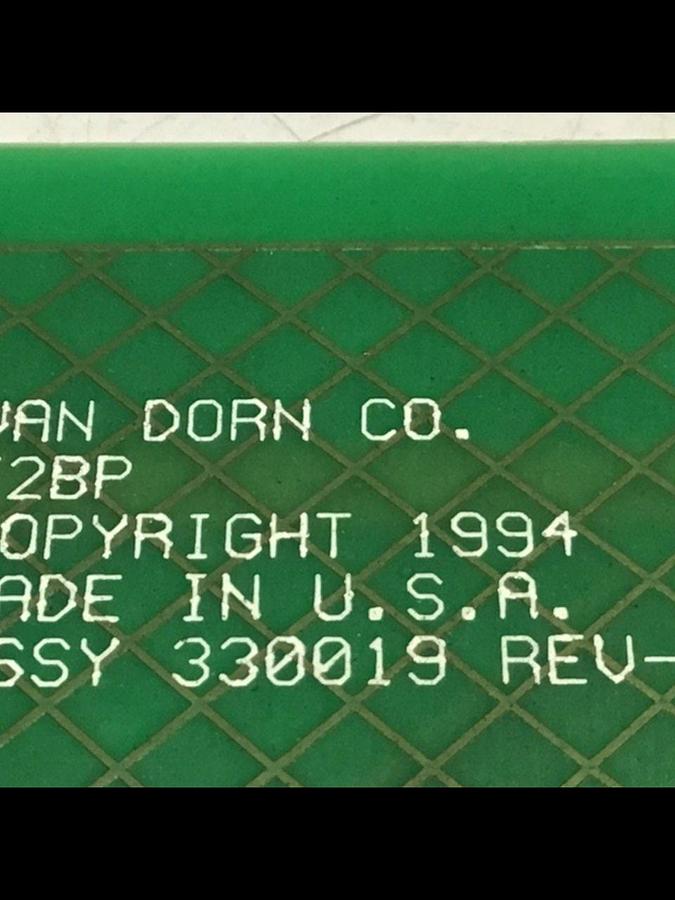 VAN DORN CO.
2BP
OPYRIGHT 1994
ADE IN U.S.A.
SSY 330019 REV-